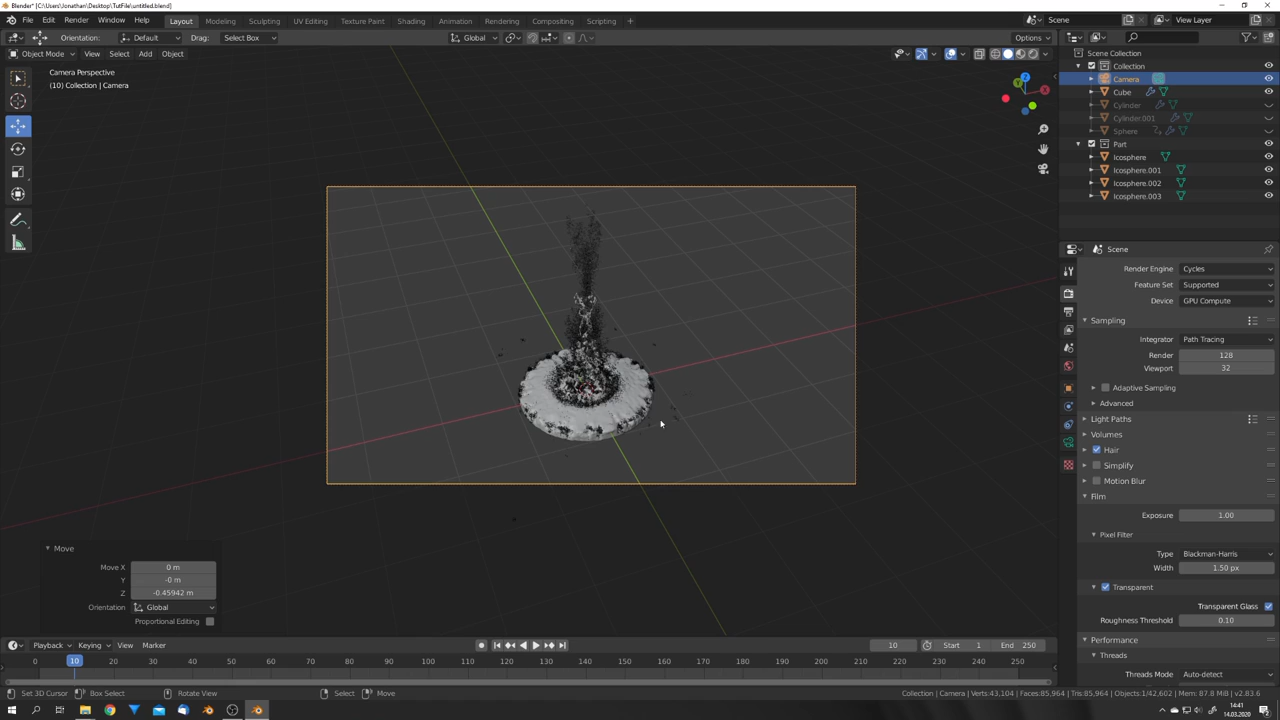 Blender* [C:\Users\Jonathan\Desktop\TutFile\untitled.blend]
File Edit Render Window Help Layout Modeling Sculpting UV Editing Texture Paint Shading Animation Rendering Compositing Scripting + Scene View Layer
Orientation: Default Drag: Select Box Global Options
Object Mode View Select Add Object
Camera Perspective
(10) Collection | Camera
Z
Y
X
Move
Move X 0 m
Y -0 m
Z -0.45942 m
Orientation Global
Proportional Editing
Scene Collection
Collection
Camera
Cube
Cylinder
Cylinder.001
Sphere
Part
Icosphere
Icosphere.001
Icosphere.002
Icosphere.003
Scene
Render Engine Cycles
Feature Set Supported
Device GPU Compute
Sampling
Integrator Path Tracing
Render 128
Viewport 32
Adaptive Sampling
Advanced
Light Paths
Volumes
Hair
Simplify
Motion Blur
Film
Exposure 1.00
Pixel Filter
Type Blackman-Harris
Width 1.50 px
Transparent
Transparent Glass
Roughness Threshold 0.10
Performance
Threads
Threads Mode Auto-detect
Playback Keying View Marker 10 Start 1 End 250
0 10 20 30 40 50 60 70 80 90 100 110 120 130 140 150 160 170 180 190 200 210 220 230 240 250
Set 3D Cursor Box Select Rotate View Select Move Collection | Camera | Verts:43,104 | Faces:85,964 | Tris:85,964 | Objects:1/42,602 | Mem: 87.8 MiB | v2.83.6
14:41
14.03.2020